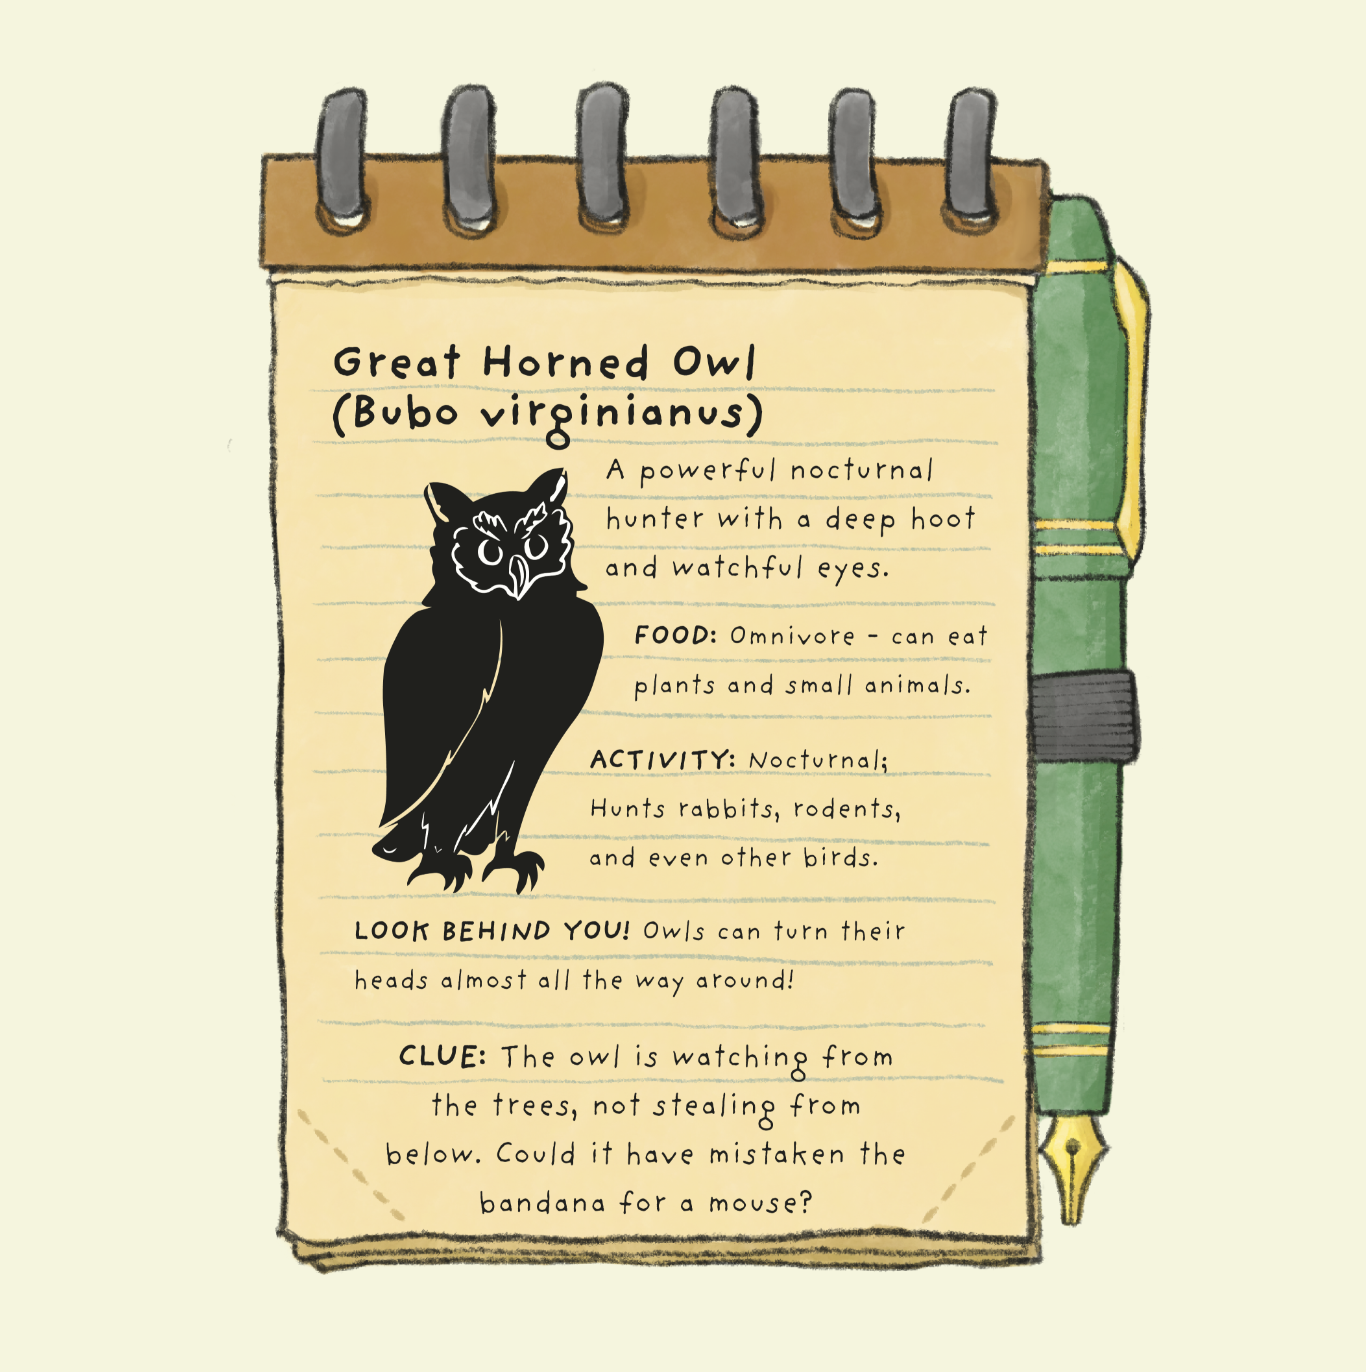 Great Horned Owl
(Bubo virginianus)
A powerful nocturnal
hunter with a deep hoot
and watchful eyes.
FOOD: Omnivore - can eat
plants and small animals.
ACTIVITY: Nocturnal;
Hunts rabbits, rodents,
and even other birds.
LOOK BEHIND YOU! Owls can turn their
heads almost all the way around!
CLUE: The owl is watching from
the trees, not stealing from
below. Could it have mistaken the
bandana for a mouse?